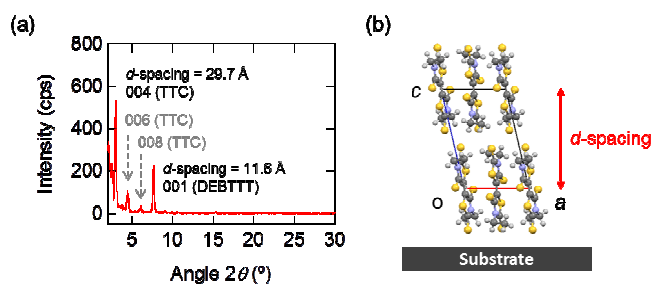 (a)
800
600
400
200
0
Intensity (cps)
d-spacing = 29.7 Å
004 (TTC)
006 (TTC)
008 (TTC)
d-spacing = 11.6 Å
001 (DEBTTT)
5
10
15
20
25
30
Angle 2θ (º)
(b)
c
d-spacing
o
a
Substrate